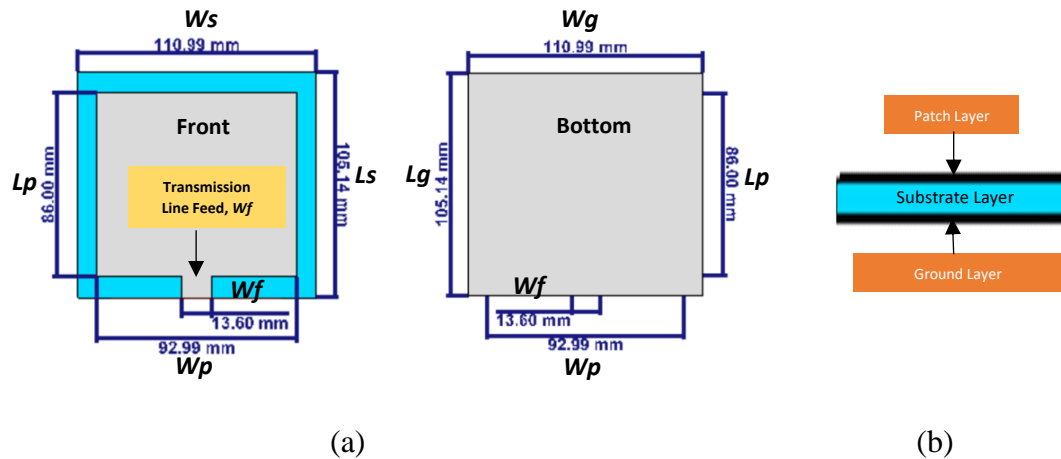 Ws
110.99 mm
Front
Lp
86.00 mm
Transmission
Line Feed, Wf
105.14 mm
Ls
Wf
13.60 mm
92.99 mm
Wp
Wg
110.99 mm
Bottom
Lg
105.14 mm
86.00 mm
Lp
Wf
13.60 mm
92.99 mm
Wp
Patch Layer
Substrate Layer
Ground Layer
(a)
(b)